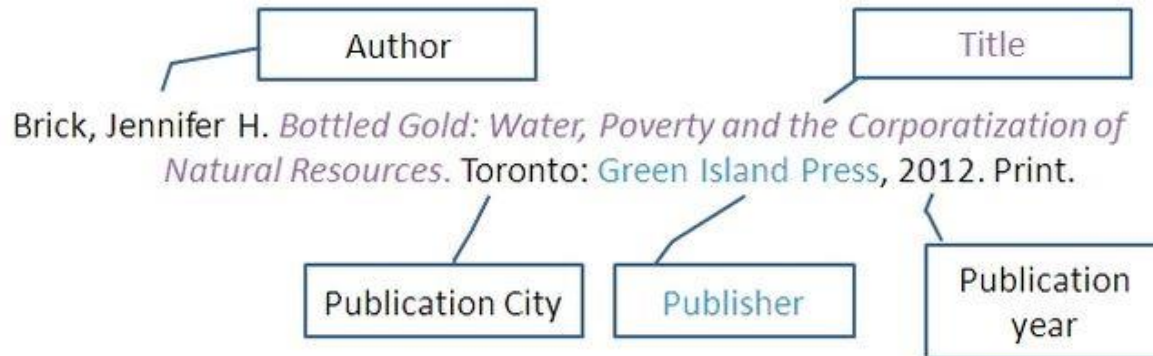 Author
Title
Brick, Jennifer H. Bottled Gold: Water, Poverty and the Corporatization of
Natural Resources. Toronto: Green Island Press, 2012. Print.
Publication City
Publisher
Publication
year